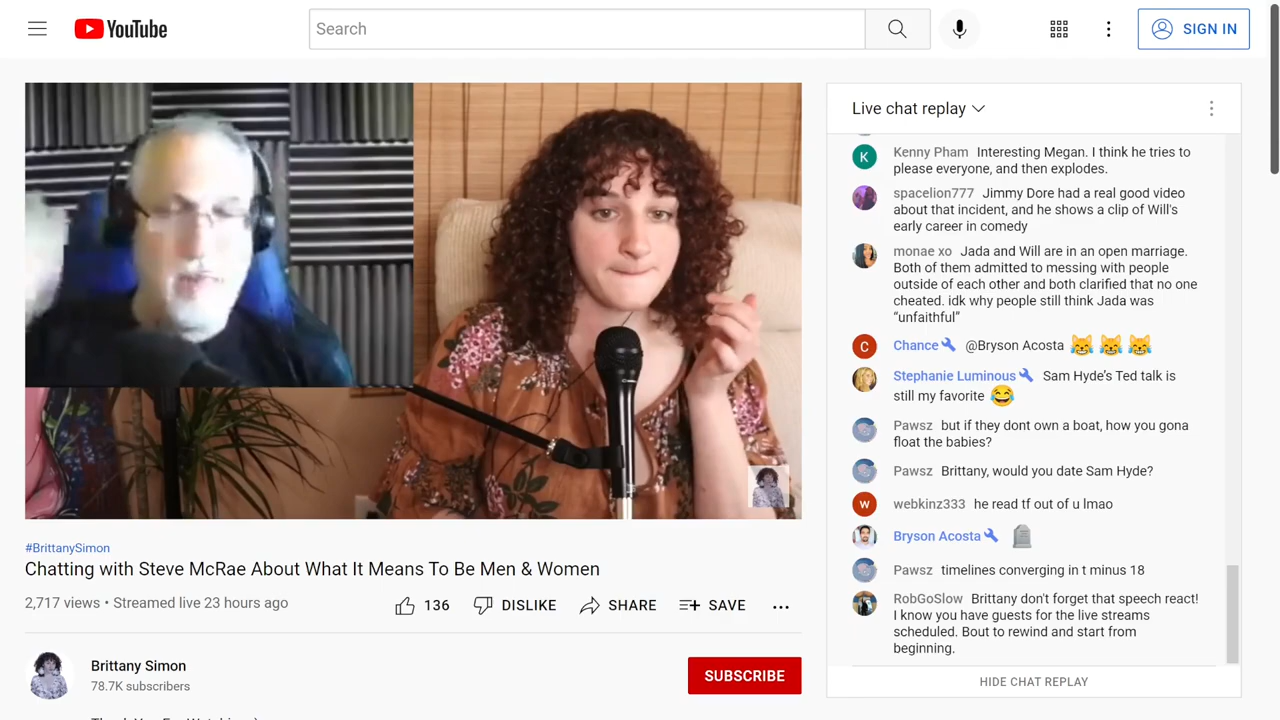 YouTube
Search
SIGN IN
Live chat replay
Kenny Pham Interesting Megan. I think he tries to
please everyone, and then explodes.
spacelion777 Jimmy Dore had a real good video
about that incident, and he shows a clip of Will's
early career in comedy
monae xo Jada and Will are in an open marriage.
Both of them admitted to messing with people
outside of each other and both clarified that no one
cheated. idk why people still think Jada was
“unfaithful”
C
Chance @Bryson Acosta 😹 😹 😹
Stephanie Luminous Sam Hyde’s Ted talk is
still my favorite 😂
Pawsz but if they dont own a boat, how you gona
float the babies?
Pawsz Brittany, would you date Sam Hyde?
webkinz333 he read tf out of u lmao
Bryson Acosta 🪦
Pawsz timelines converging in t minus 18
RobGoSlow Brittany don't forget that speech react!
I know you have guests for the live streams
scheduled. Bout to rewind and start from
beginning.
HIDE CHAT REPLAY
#BrittanySimon
Chatting with Steve McRae About What It Means To Be Men & Women
2,717 views • Streamed live 23 hours ago
136
DISLIKE
SHARE
SAVE
Brittany Simon
78.7K subscribers
SUBSCRIBE